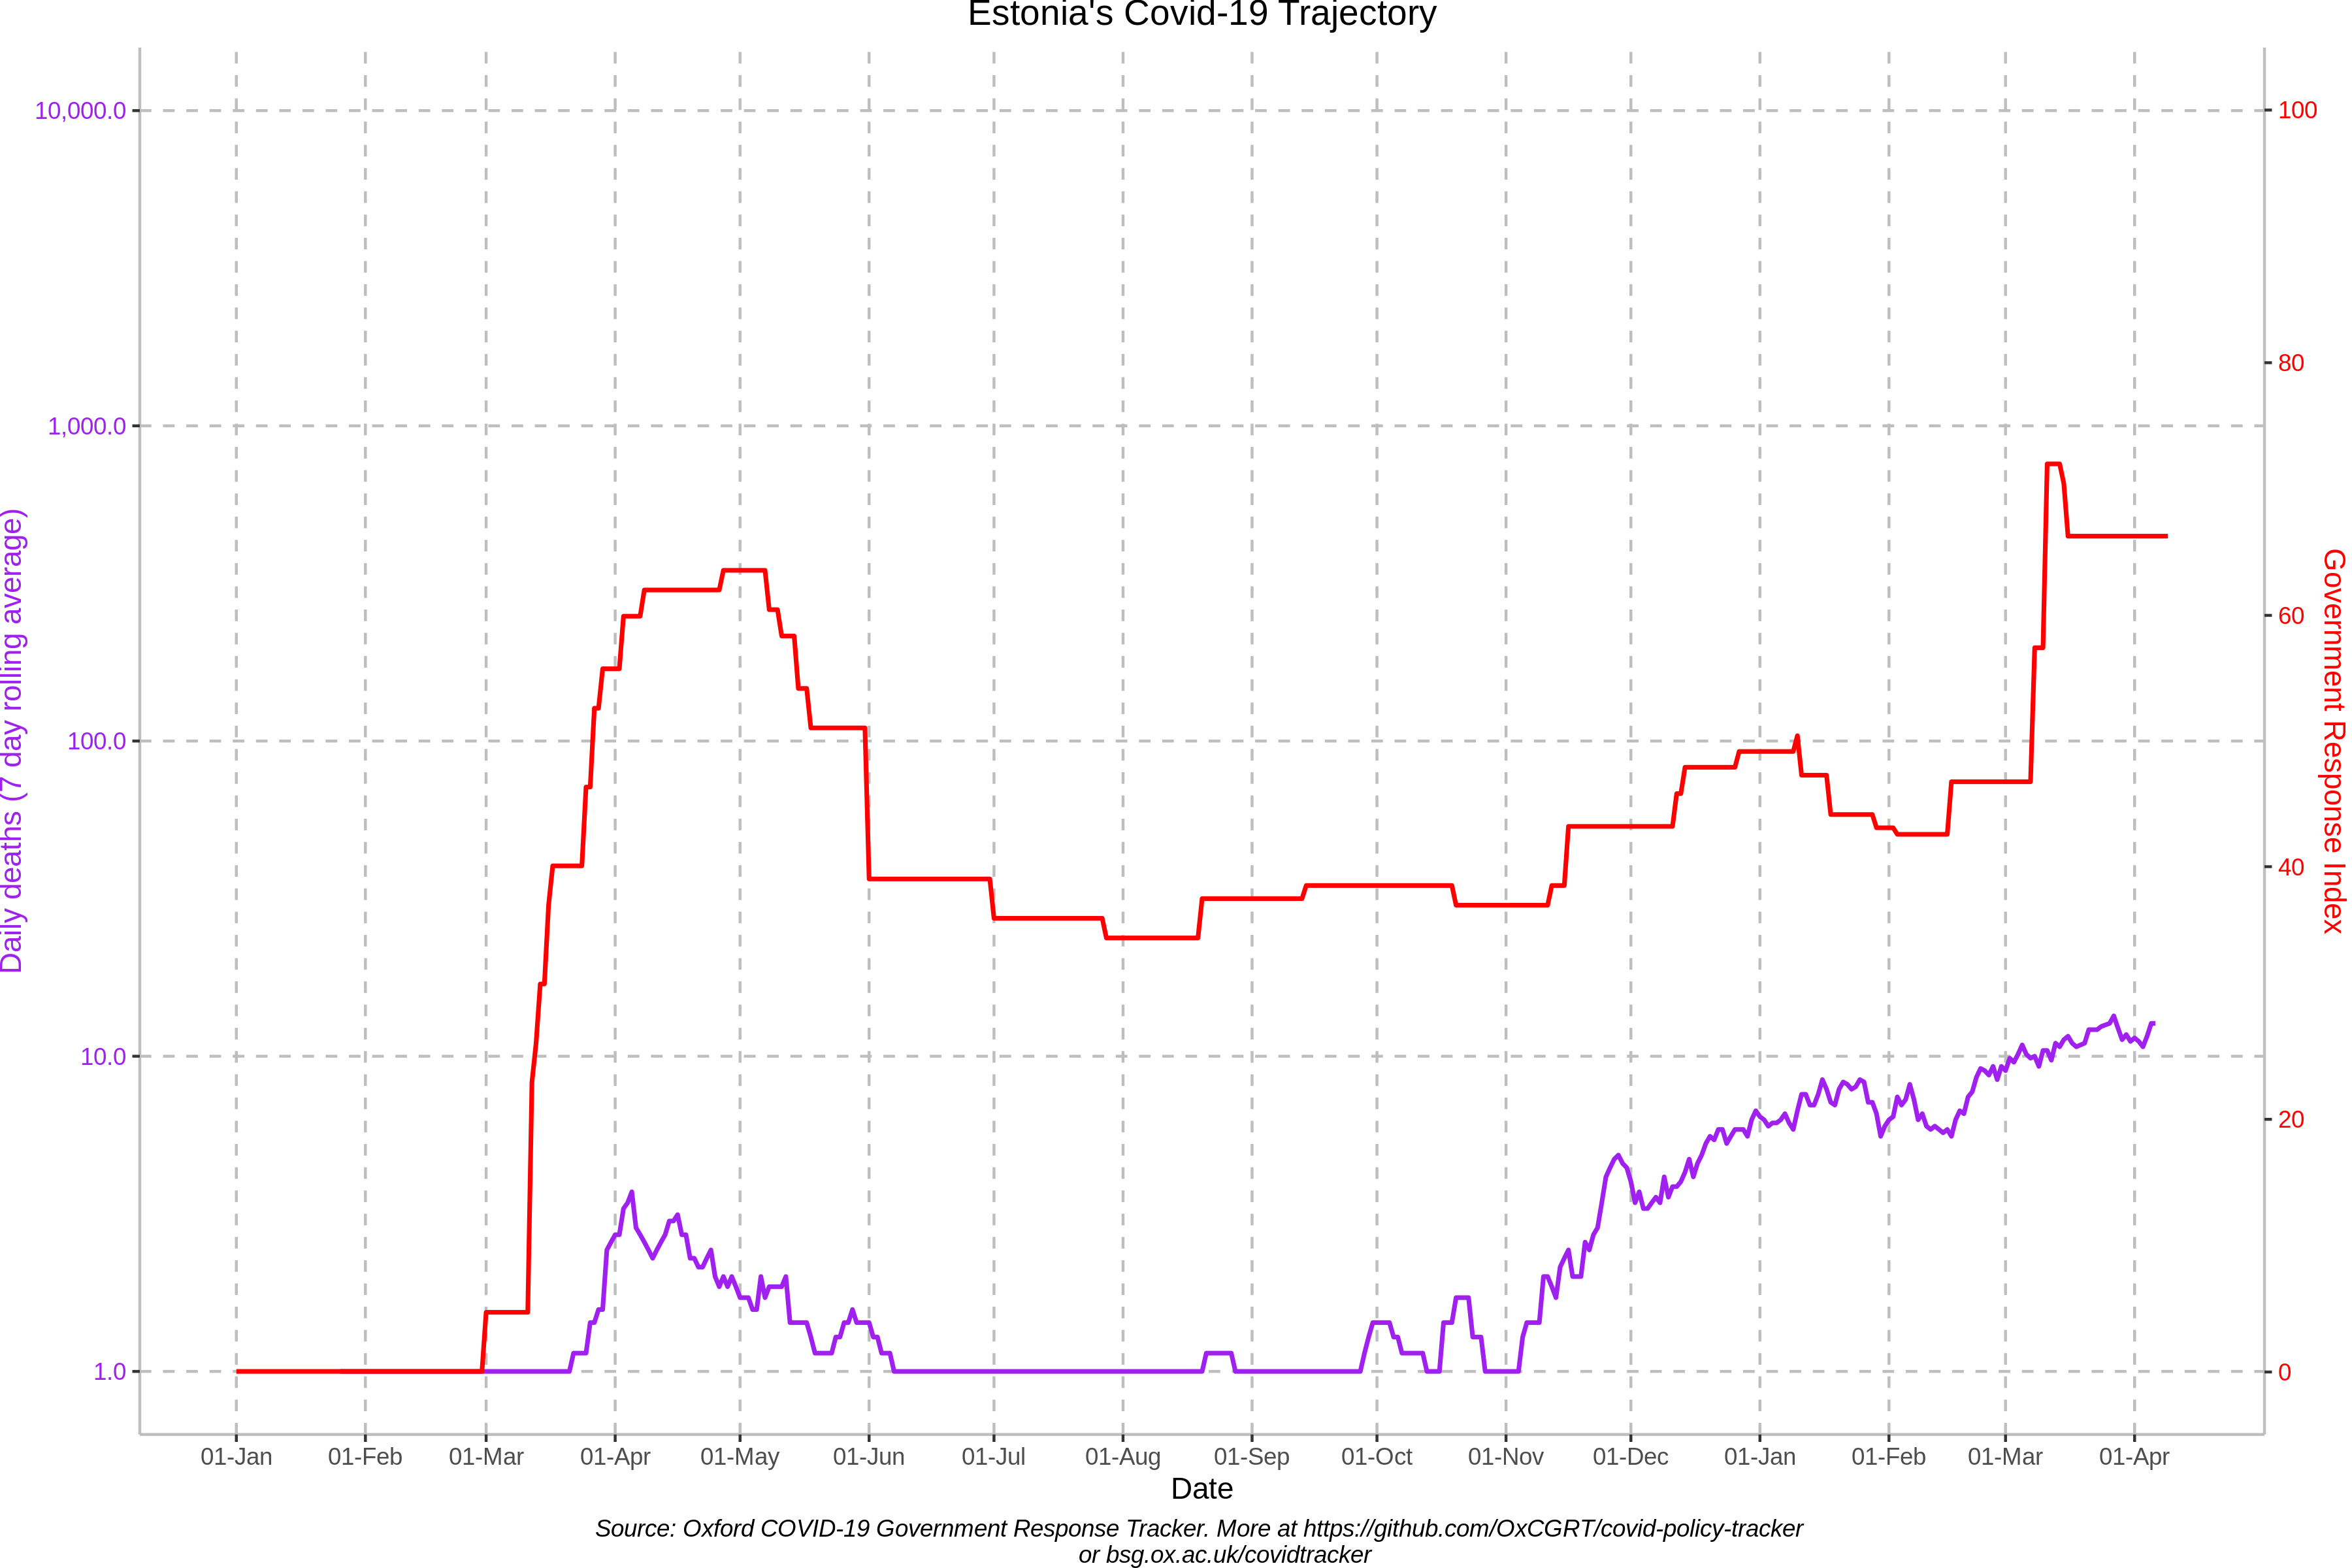 Estonia's Covid-19 Trajectory
10,000.0
1,000.0
100.0
10.0
1.0
Daily deaths (7 day rolling average)
100
80
60
40
20
0
Government Response Index
01-Jan 01-Feb 01-Mar 01-Apr 01-May 01-Jun 01-Jul 01-Aug 01-Sep 01-Oct 01-Nov 01-Dec 01-Jan 01-Feb 01-Mar 01-Apr
Date
Source: Oxford COVID-19 Government Response Tracker. More at https://github.com/OxCGRT/covid-policy-tracker
or bsg.ox.ac.uk/covidtracker